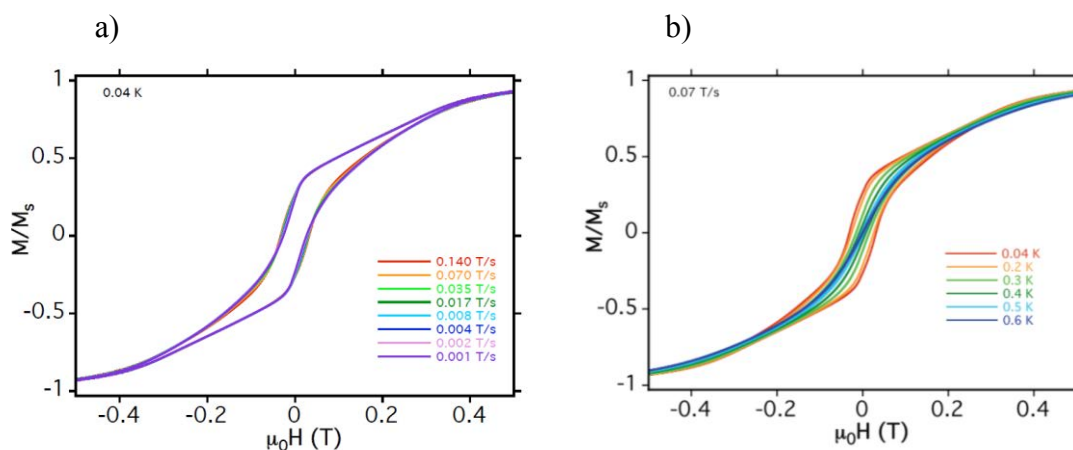 a)
0.04 K
M/Ms
1
0.5
0
-0.5
-1
0.140 T/s
0.070 T/s
0.035 T/s
0.017 T/s
0.008 T/s
0.004 T/s
0.002 T/s
0.001 T/s
-0.4 -0.2 0 0.2 0.4
μ0H (T)
b)
0.07 T/s
M/Ms
1
0.5
0
-0.5
-1
0.04 K
0.2 K
0.3 K
0.4 K
0.5 K
0.6 K
-0.4 -0.2 0 0.2 0.4
μ0H (T)